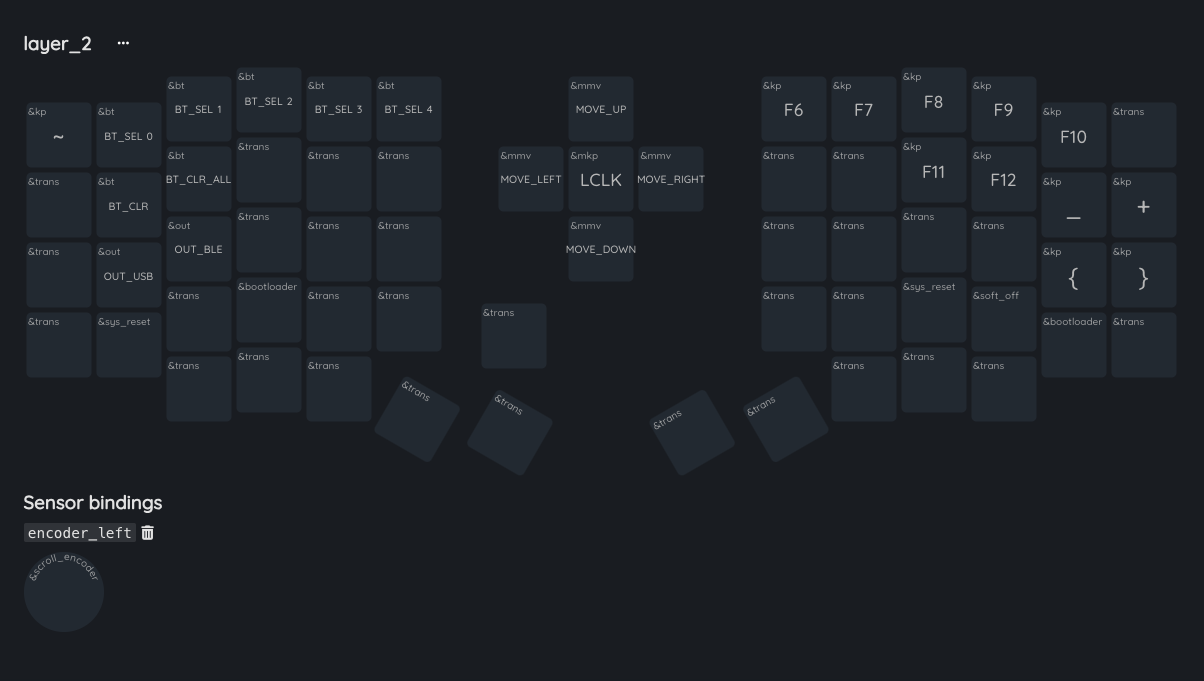 layer_2 ...
&kp ~
&bt BT_SEL 0
&bt BT_SEL 1
&bt BT_SEL 2
&bt BT_SEL 3
&bt BT_SEL 4
&mmv MOVE_UP
&kp F6
&kp F7
&kp F8
&kp F9
&kp F10
&trans
&trans
&bt BT_CLR
&bt BT_CLR_ALL
&trans
&trans
&trans
&mmv MOVE_LEFT
&mkp LCLK
&mmv MOVE_RIGHT
&trans
&trans
&kp F11
&kp F12
&kp _
&kp +
&trans
&out OUT_USB
&out OUT_BLE
&trans
&trans
&trans
&mmv MOVE_DOWN
&trans
&trans
&trans
&trans
&kp {
&kp }
&trans
&sys_reset
&trans
&bootloader
&trans
&trans
&trans
&trans
&trans
&sys_reset
&soft_off
&bootloader
&trans
&trans
&trans
&trans
&trans
&trans
&trans
&trans
&trans
&trans
&trans
Sensor bindings
encoder_left
&scroll_encoder